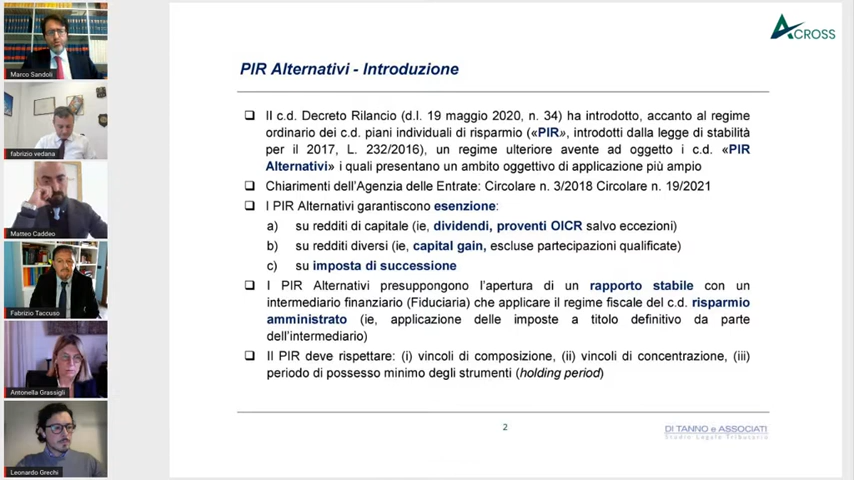 Marco Sandoli
fabrizio vedana
Matteo Caddeo
Fabrizio Taccuso
Antonella Grassigli
Leonardo Grechi
ACROSS
PIR Alternativi - Introduzione
Il c.d. Decreto Rilancio (d.l. 19 maggio 2020, n. 34) ha introdotto, accanto al regime
ordinario dei c.d. piani individuali di risparmio («PIR», introdotti dalla legge di stabilità
per il 2017, L. 232/2016), un regime ulteriore avente ad oggetto i c.d. «PIR
Alternativi» i quali presentano un ambito oggettivo di applicazione più ampio
Chiarimenti dell'Agenzia delle Entrate: Circolare n. 3/2018 Circolare n. 19/2021
I PIR Alternativi garantiscono esenzione:
a) su redditi di capitale (ie, dividendi, proventi OICR salvo eccezioni)
b) su redditi diversi (ie, capital gain, escluse partecipazioni qualificate)
c) su imposta di successione
I PIR Alternativi presuppongono l'apertura di un rapporto stabile con un
intermediario finanziario (Fiduciaria) che applicare il regime fiscale del c.d. risparmio
amministrato (ie, applicazione delle imposte a titolo definitivo da parte
dell'intermediario)
Il PIR deve rispettare: (i) vincoli di composizione, (ii) vincoli di concentrazione, (iii)
periodo di possesso minimo degli strumenti (holding period)
2
DI TANNO e ASSOCIATI
Studio Legale Tributario